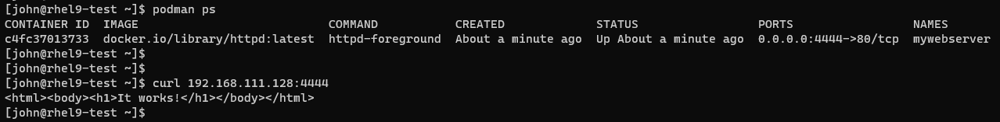 [john@rhel9-test ~]$ podman ps
CONTAINER ID  IMAGE                           COMMAND           CREATED             STATUS                 PORTS                 NAMES
c4fc37013733  docker.io/library/httpd:latest  httpd-foreground  About a minute ago  Up About a minute ago  0.0.0.0:4444->80/tcp  mywebserver
[john@rhel9-test ~]$
[john@rhel9-test ~]$
[john@rhel9-test ~]$ curl 192.168.111.128:4444
<html><body><h1>It works!</h1></body></html>
[john@rhel9-test ~]$